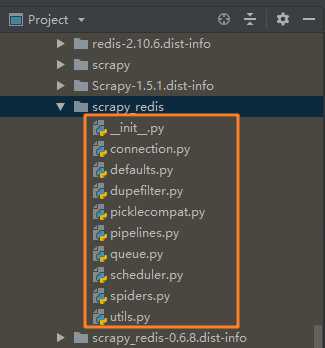 Project
redis-2.10.6.dist-info
scrapy
Scrapy-1.5.1.dist-info
scrapy_redis
__init__.py
connection.py
defaults.py
dupefilter.py
picklecompat.py
pipelines.py
queue.py
scheduler.py
spiders.py
utils.py
scrapy_redis-0.6.8.dist-info